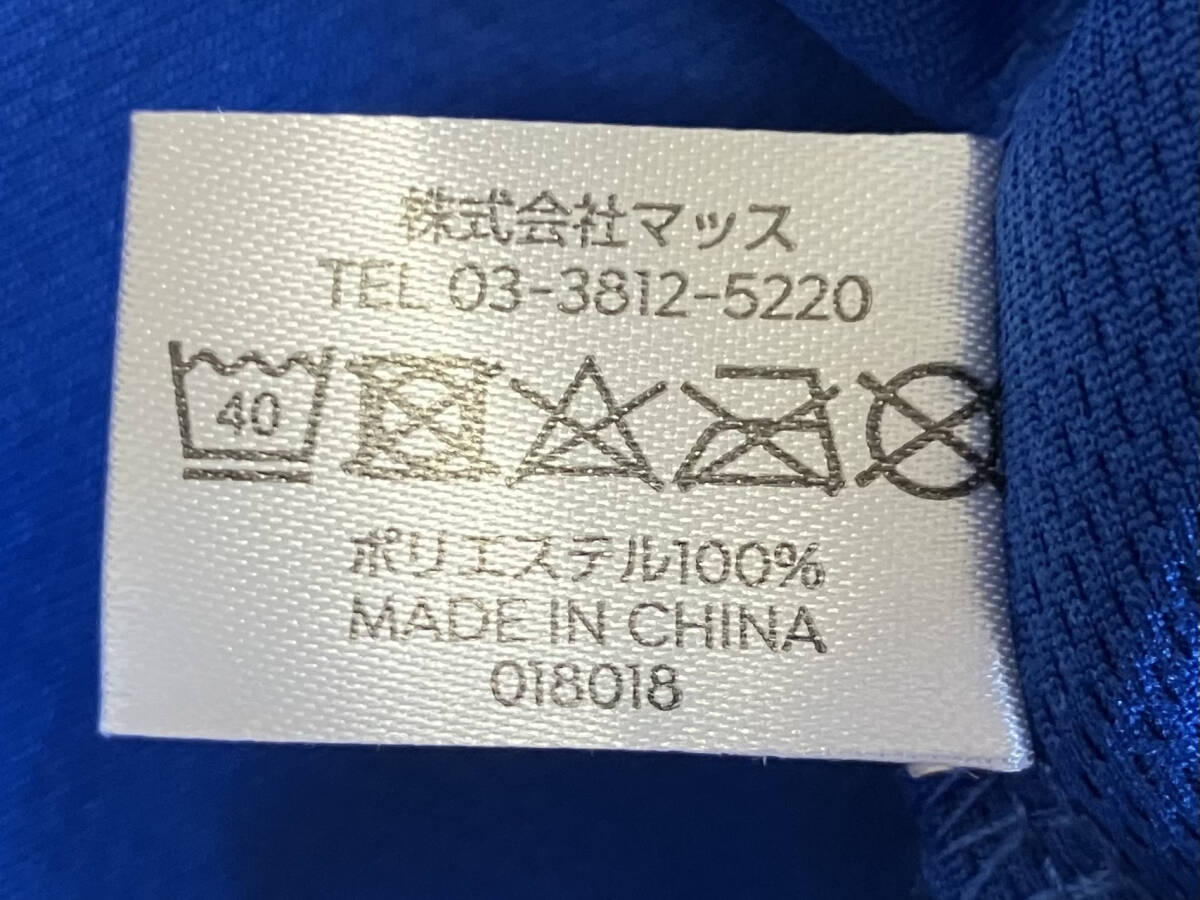 株式会社マックス
TEL 03-3812-5220
40
ポリエステル100%
MADE IN CHINA
018018